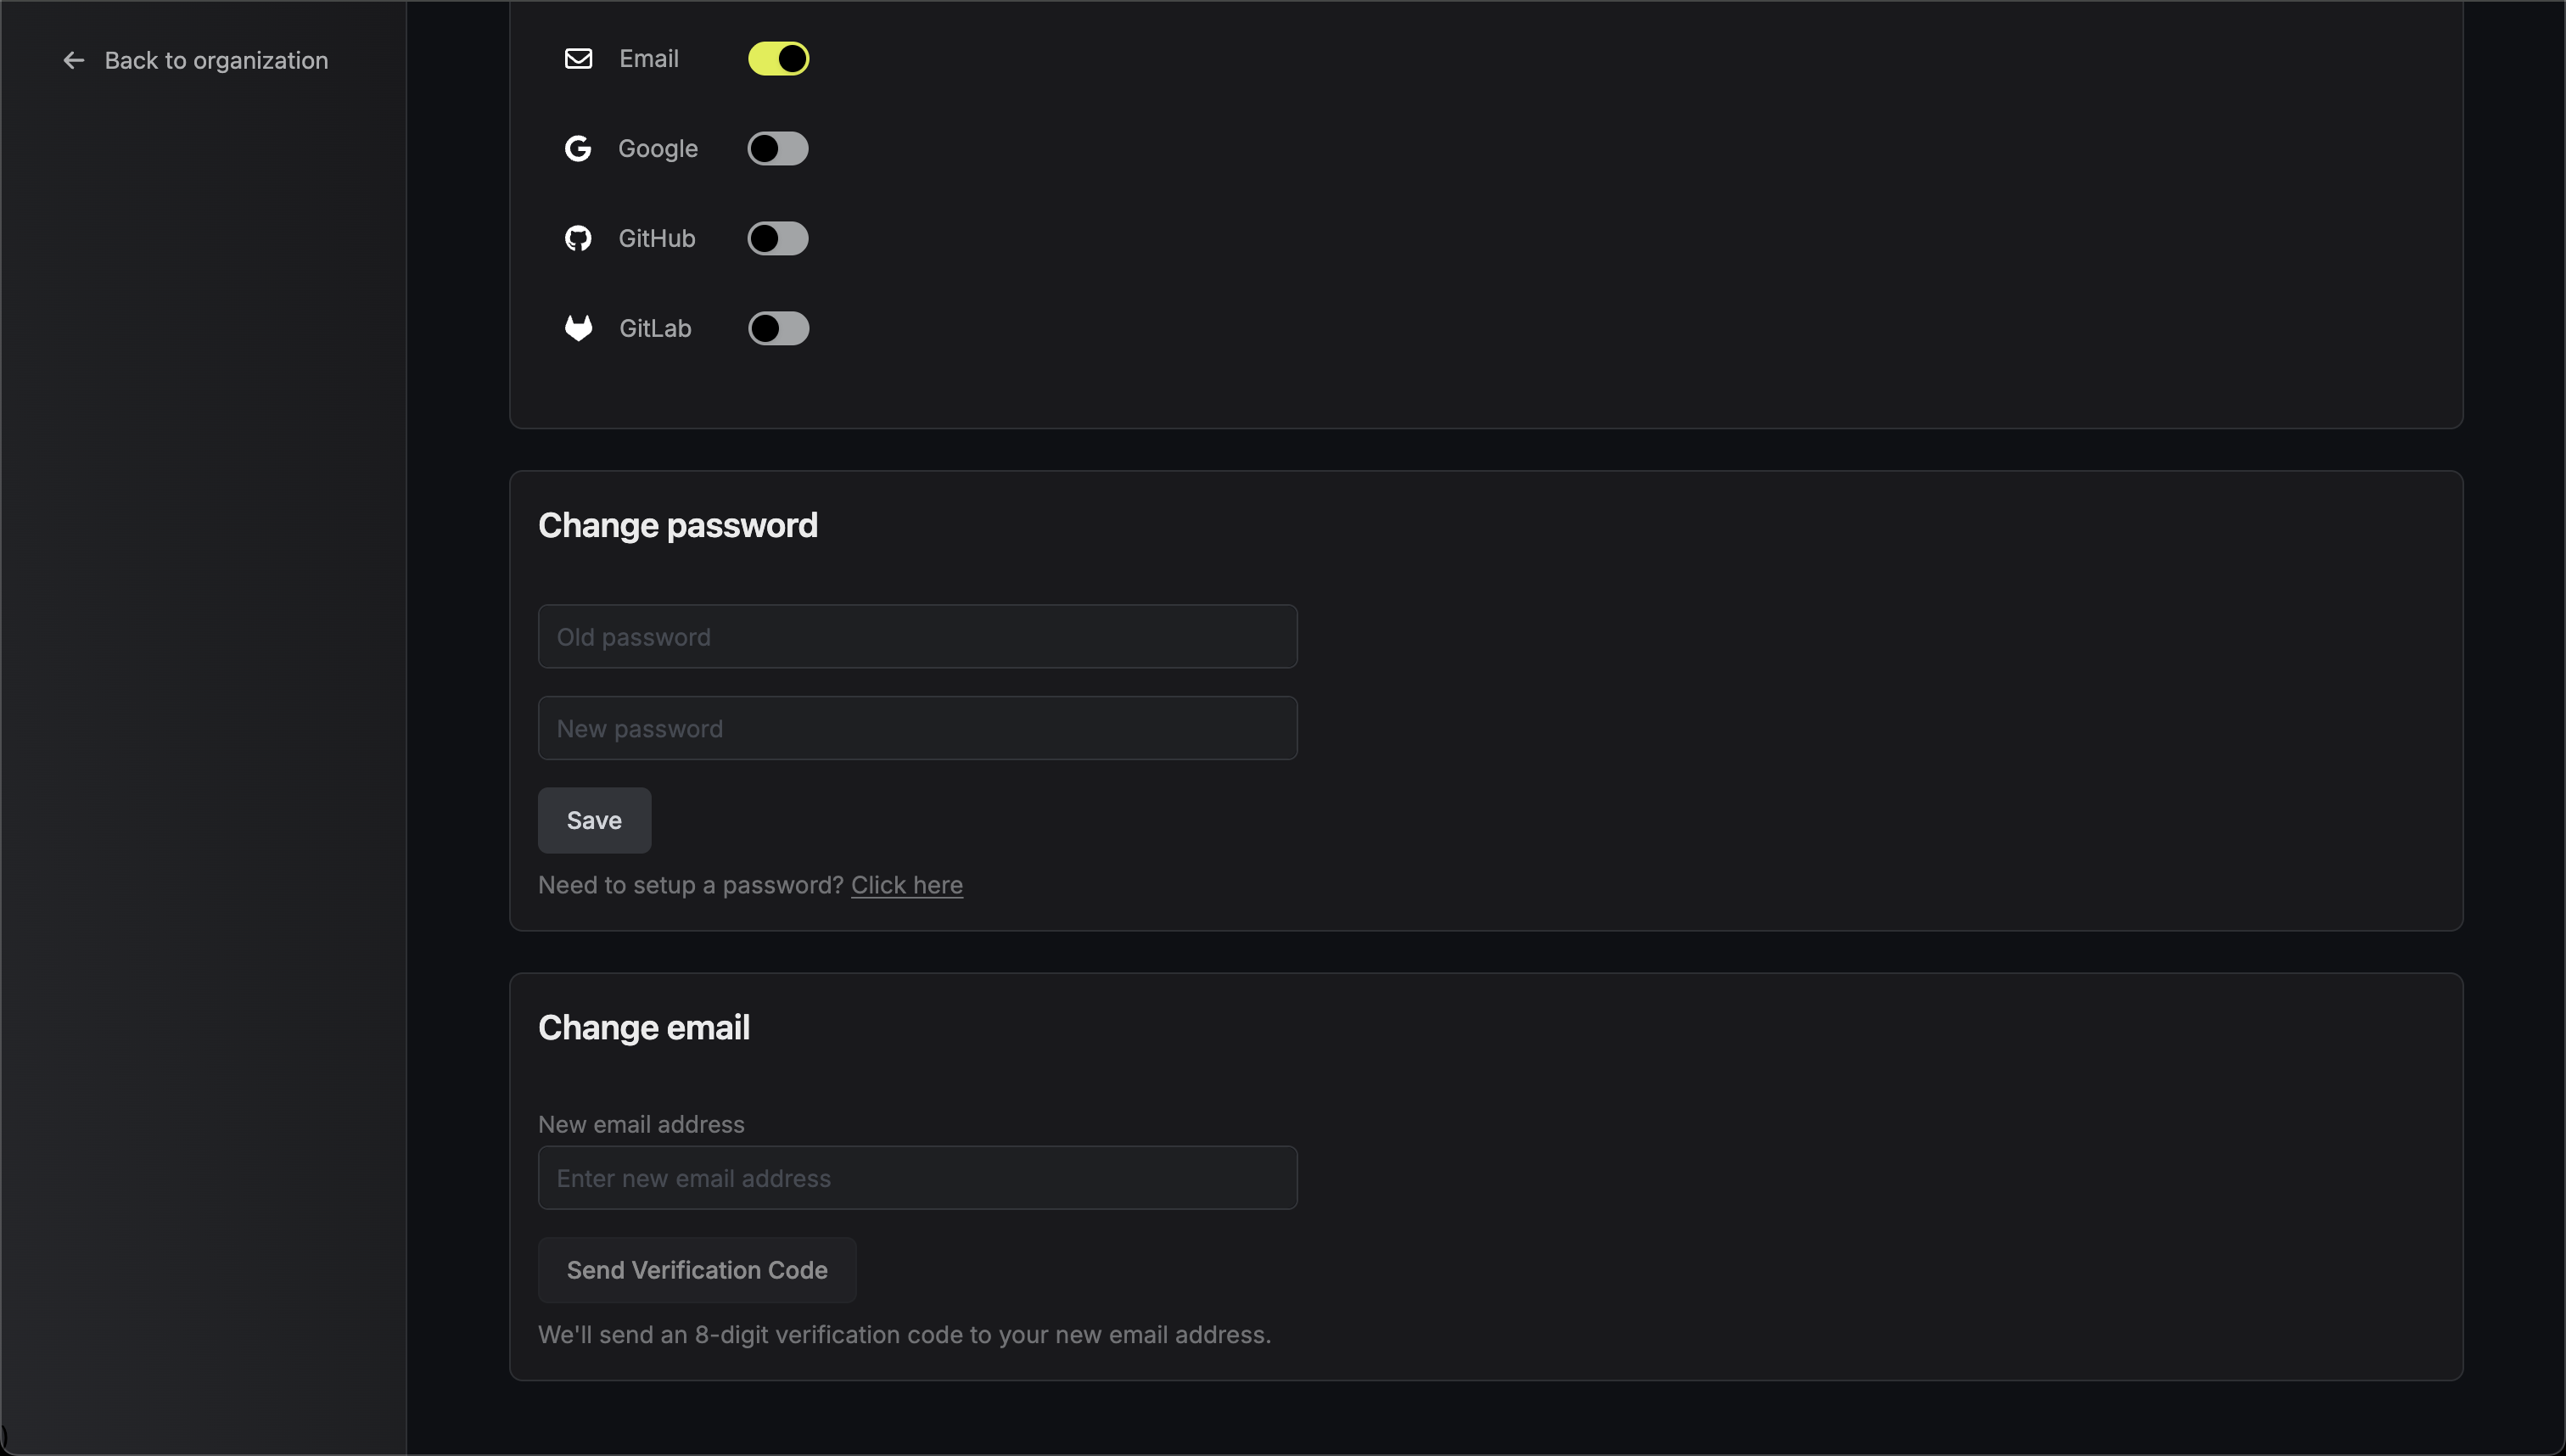 Back to organization
Email
Google
GitHub
GitLab
Change password
Old password
New password
Save
Need to setup a password? Click here
Change email
New email address
Enter new email address
Send Verification Code
We'll send an 8-digit verification code to your new email address.